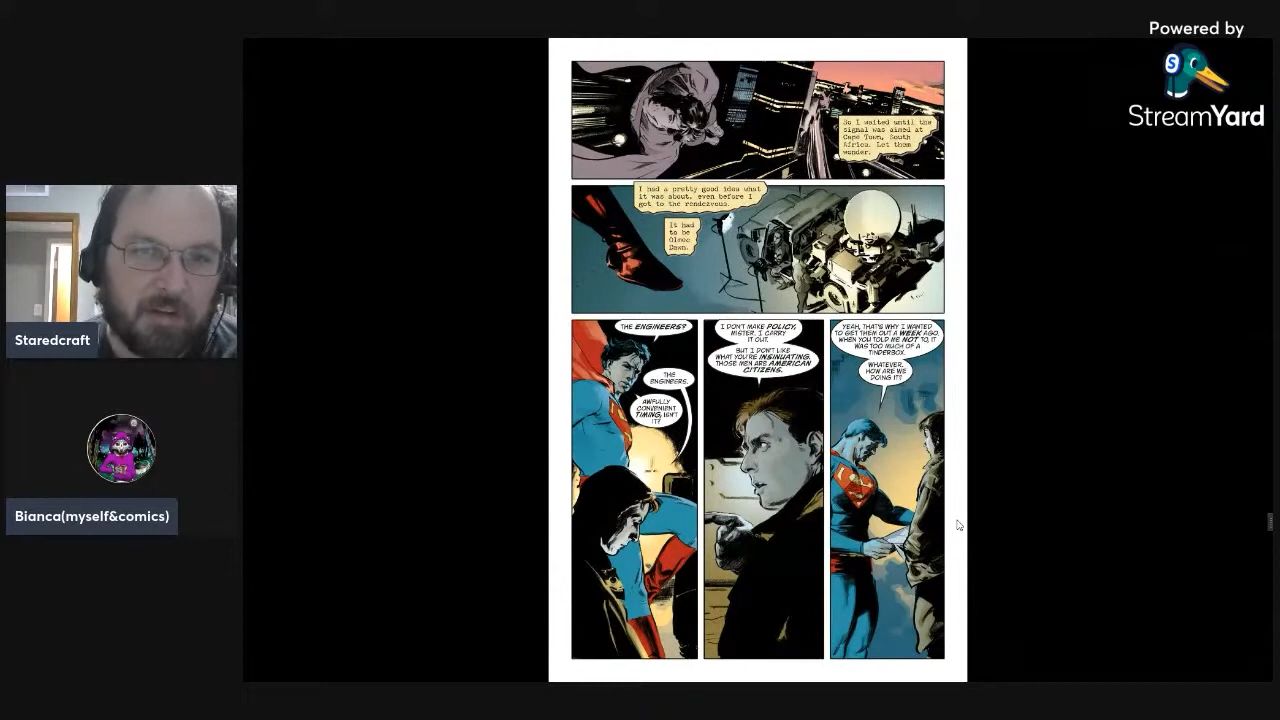 Powered by
StreamYard
So I waited until the
signal was aimed at
Cape Town, South
Africa. Let them
wonder.
I had a pretty good idea what
it was about, even before I
got to the rendezvous.
It had
to be
Olmec
Dawn.
THE ENGINEERS?
THE
ENGINEERS.
AWFULLY
CONVENIENT
TIMING, ISN'T
IT?
I DON'T MAKE POLICY,
MISTER. I CARRY
IT OUT.
BUT I DON'T LIKE
WHAT YOU'RE INSINUATING.
THOSE MEN ARE AMERICAN
CITIZENS.
YEAH, THAT'S WHY I WANTED
TO GET THEM OUT A WEEK AGO.
WHEN YOU TOLD ME NOT TO, IT
WAS TOO MUCH OF A
TINDERBOX.
WHATEVER.
HOW ARE WE
DOING IT?
Staredcraft
Bianca(myself&comics)